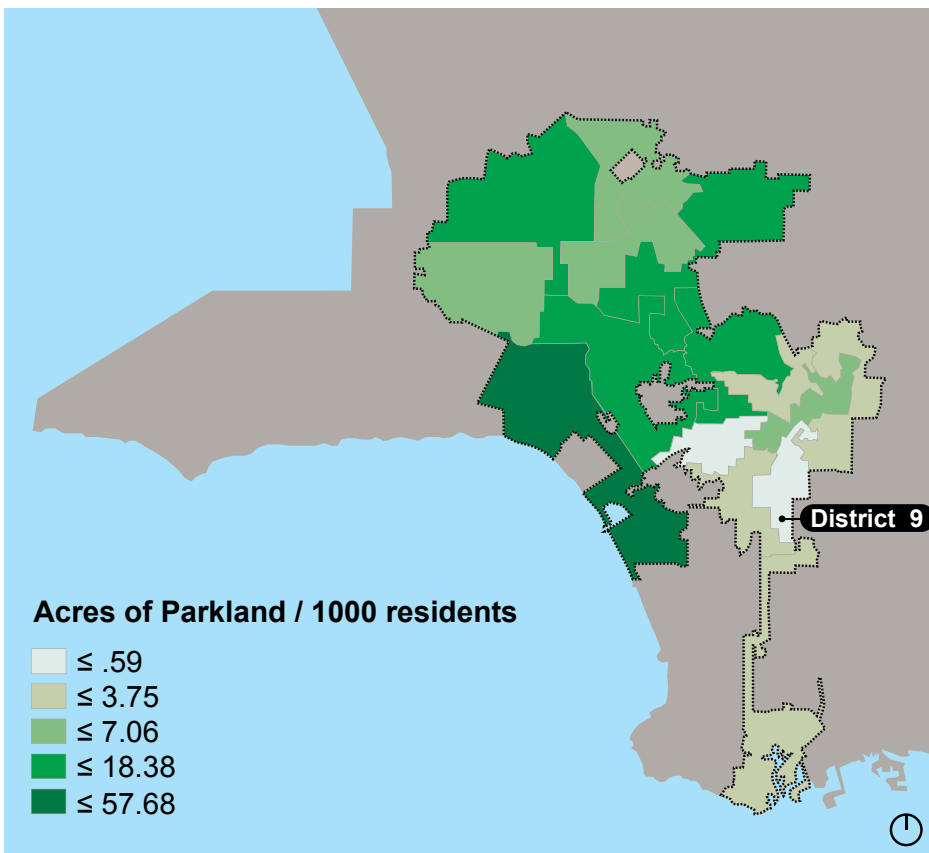 District 9
Acres of Parkland / 1000 residents
≤ .59
≤ 3.75
≤ 7.06
≤ 18.38
≤ 57.68